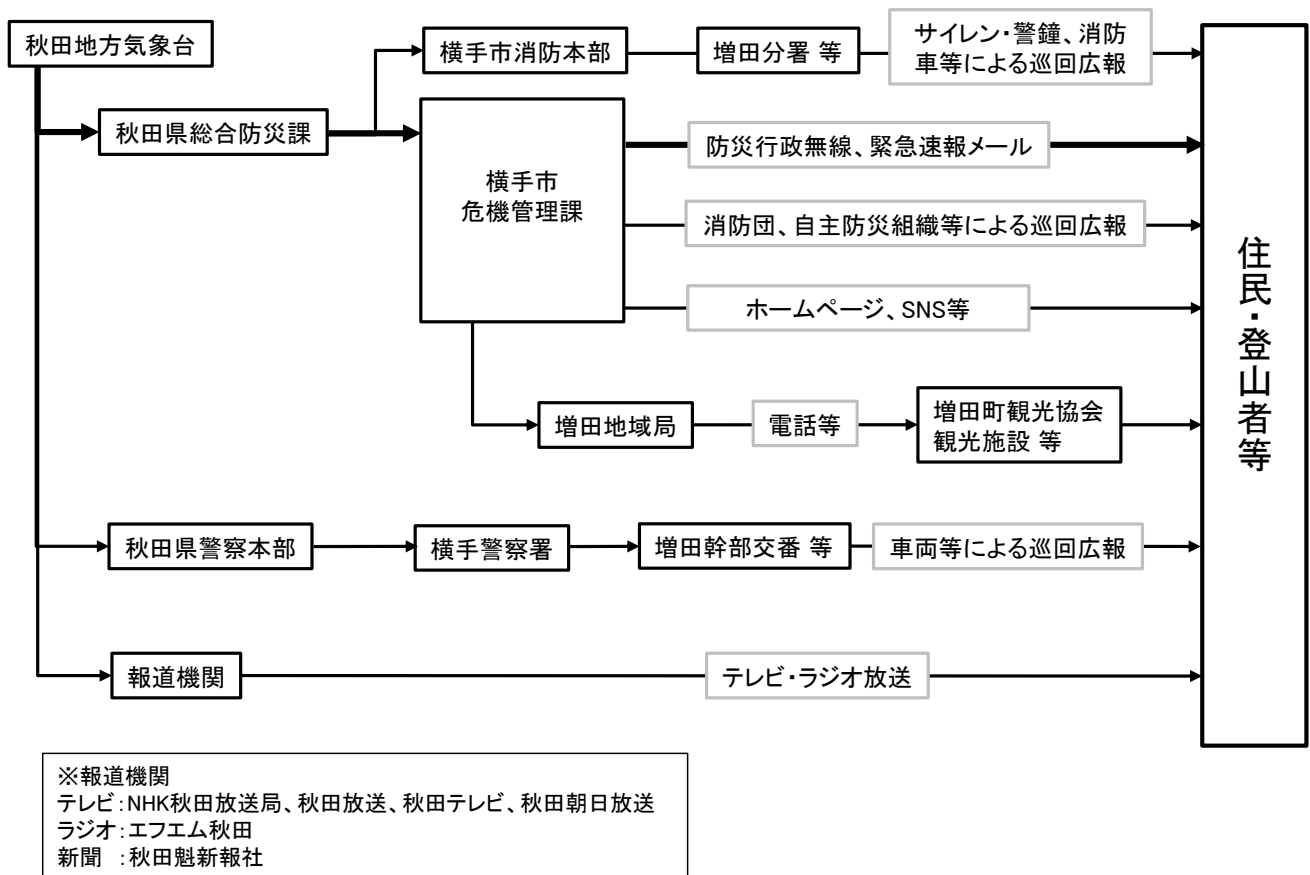 秋田地方気象台
横手市消防本部
増田分署 等
サイレン・警鐘、消防
車等による巡回広報
秋田県総合防災課
横手市
危機管理課
防災行政無線、緊急速報メール
消防団、自主防災組織等による巡回広報
ホームページ、SNS等
増田地域局
電話等
増田町観光協会
観光施設 等
秋田県警察本部
横手警察署
増田幹部交番 等
車両等による巡回広報
報道機関
テレビ・ラジオ放送
住民・登山者等
※報道機関
テレビ：NHK秋田放送局、秋田放送、秋田テレビ、秋田朝日放送
ラジオ：エフエム秋田
新聞　：秋田魁新報社